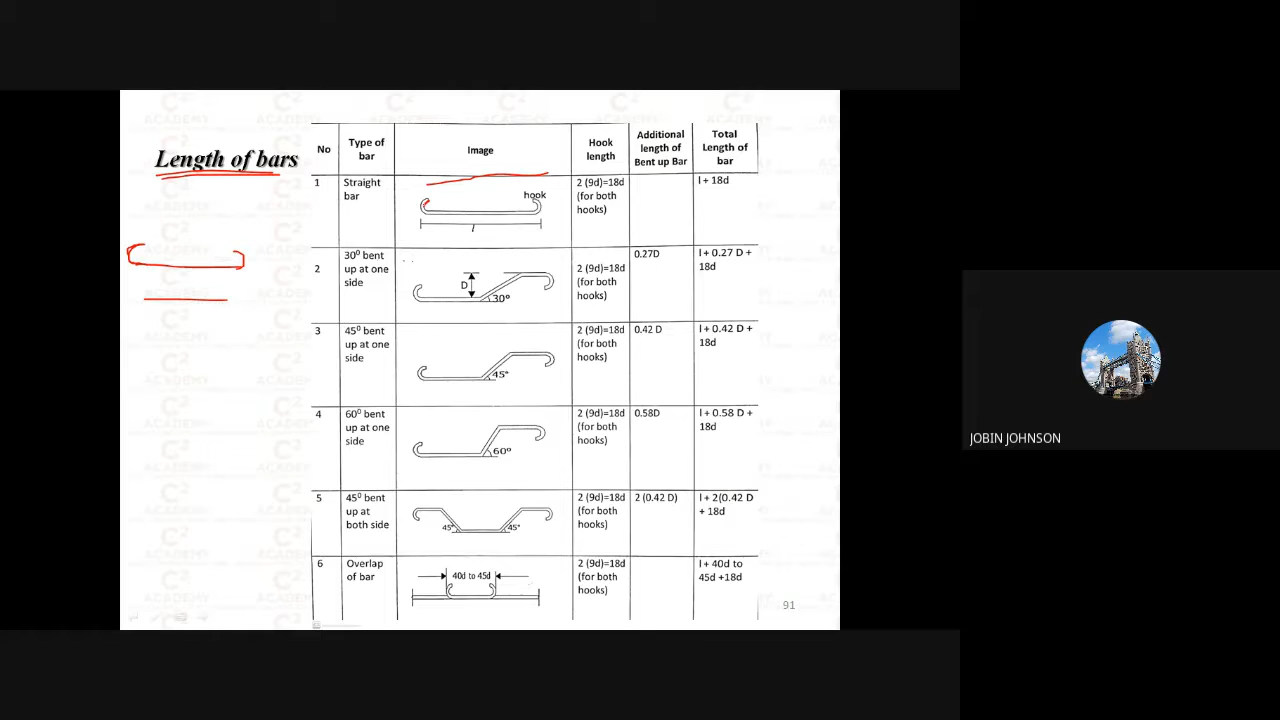 Length of bars
No
Type of
bar
Image
Hook
length
Additional
length of
Bent up Bar
Total
Length of
bar
1
Straight
bar
hook
l
2 (9d)=18d
(for both
hooks)
l + 18d
2
30⁰ bent
up at one
side
D
30°
2 (9d)=18d
(for both
hooks)
0.27D
l + 0.27 D +
18d
3
45⁰ bent
up at one
side
45°
2 (9d)=18d
(for both
hooks)
0.42 D
l + 0.42 D +
18d
4
60⁰ bent
up at one
side
60°
2 (9d)=18d
(for both
hooks)
0.58D
l + 0.58 D +
18d
5
45⁰ bent
up at
both side
45°
45°
2 (9d)=18d
(for both
hooks)
2 (0.42 D)
l + 2(0.42 D
+ 18d
6
Overlap
of bar
40d to 45d
2 (9d)=18d
(for both
hooks)
l + 40d to
45d +18d
91
JOBIN JOHNSON
C² ACADEMY